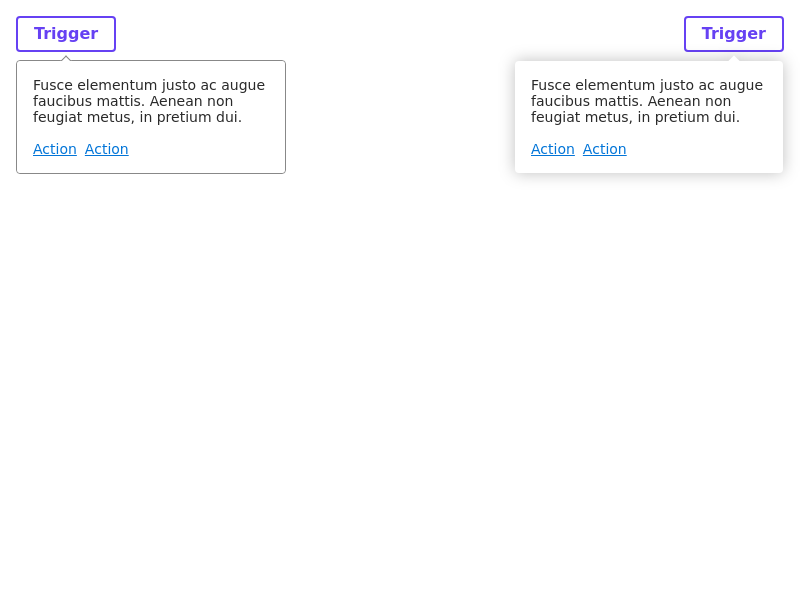 Trigger
Fusce elementum justo ac augue
faucibus mattis. Aenean non
feugiat metus, in pretium dui.
Action Action
Trigger
Fusce elementum justo ac augue
faucibus mattis. Aenean non
feugiat metus, in pretium dui.
Action Action